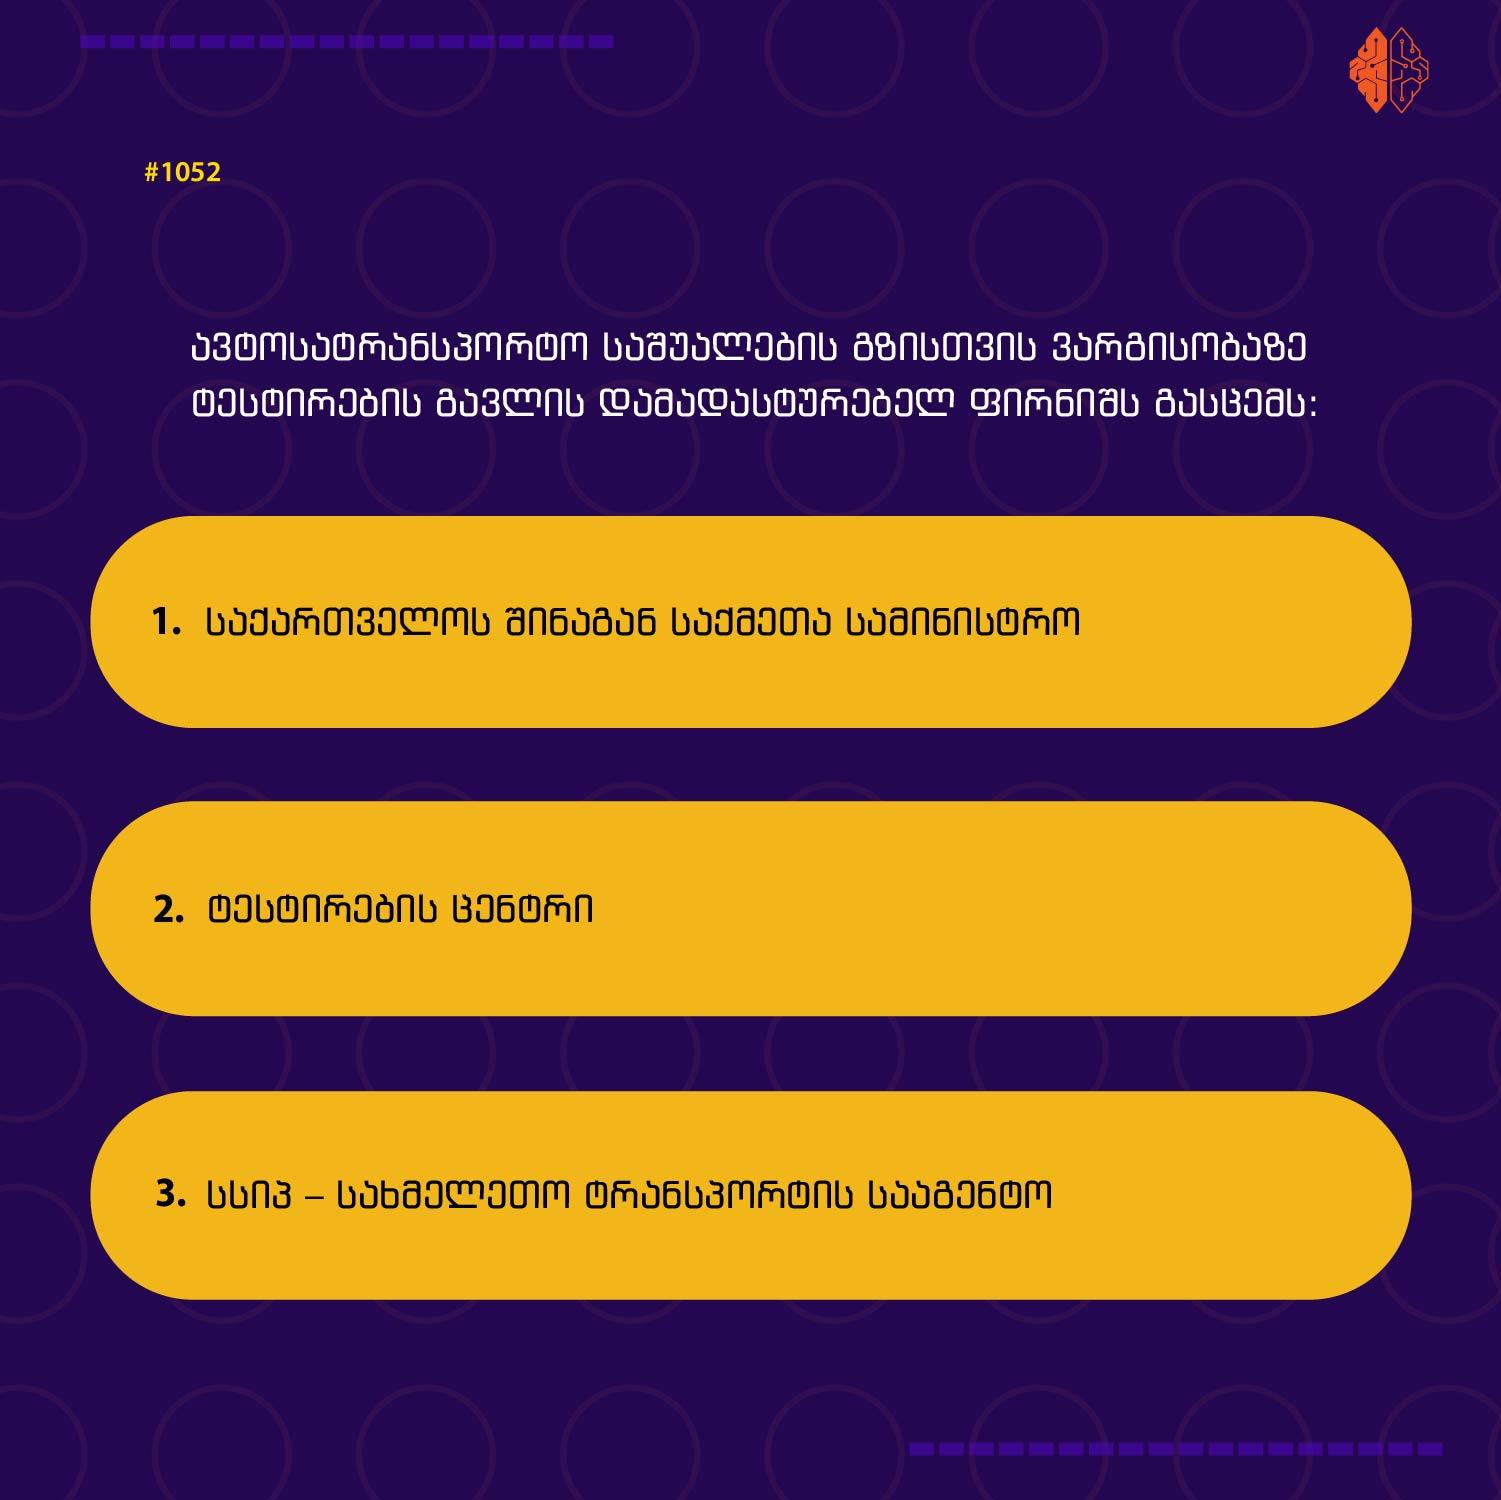 #1052
ავტოსატრანსპორტო საშუალების გზისთვის ვარგისობაზე
ტესტირების გავლის დამადასტურებელ ფირნიშს გასცემს:
1. საქართველოს შინაგან საქმეთა სამინისტრო
2. ტესტირების ცენტრი
3. სსიპ – სახმელეთო ტრანსპორტის სააგენტო